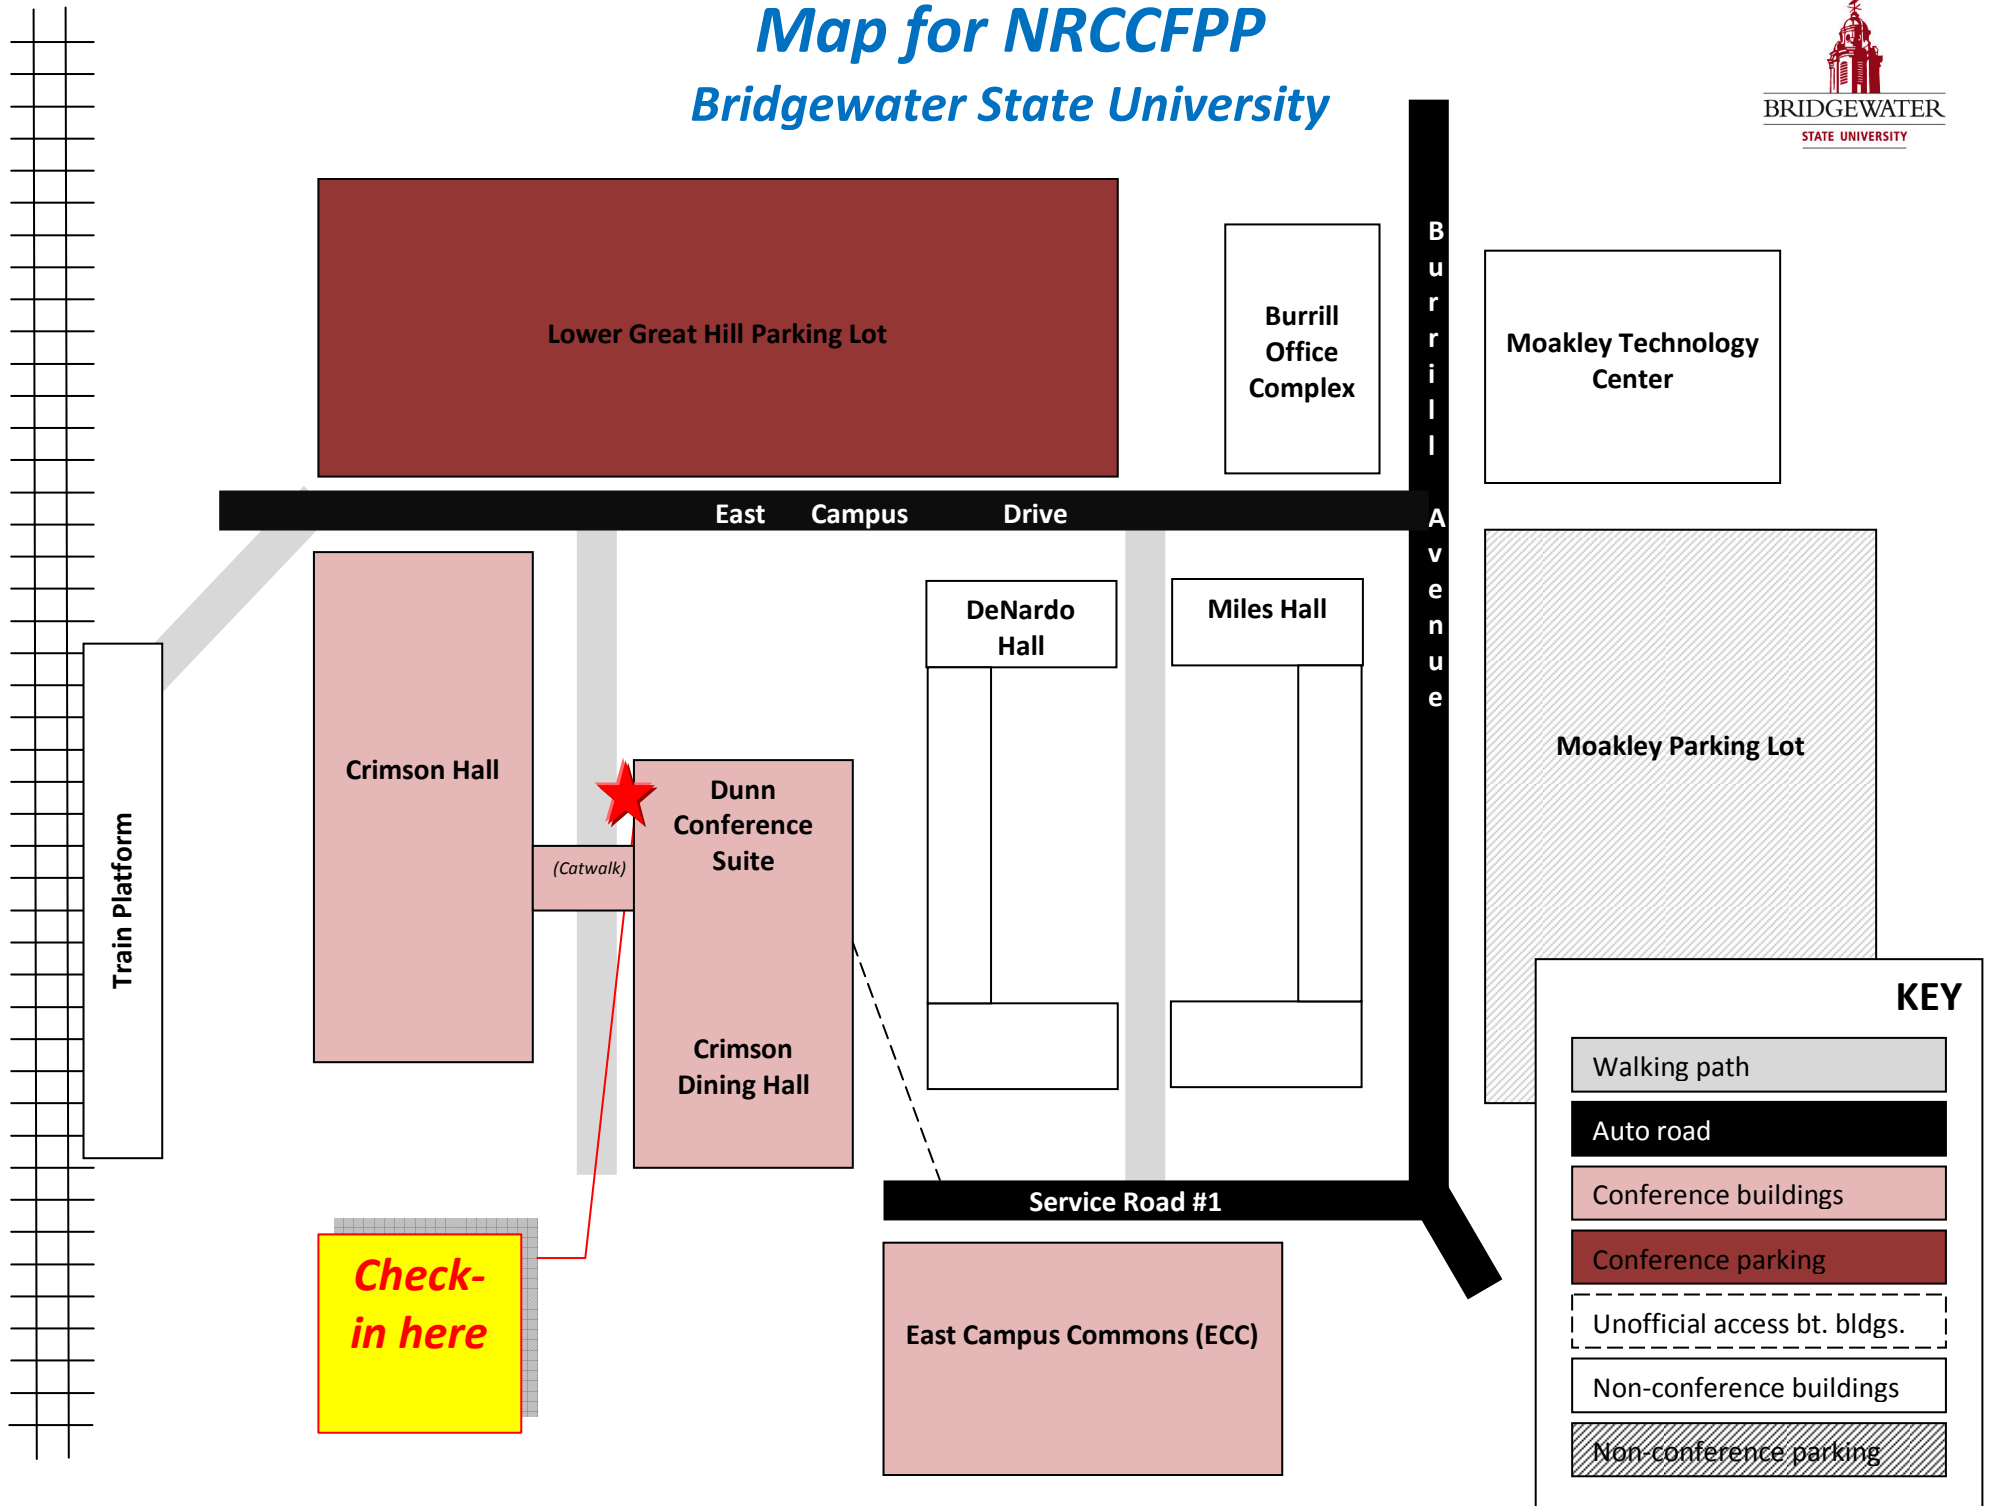 Map for NRCCFPP
Bridgewater State University
BRIDGEWATER
STATE UNIVERSITY
Lower Great Hill Parking Lot
Burrill
Office
Complex
Burrill Avenue
Moakley Technology
Center
East Campus Drive
Crimson Hall
DeNardo
Hall
Miles Hall
Moakley Parking Lot
Dunn
Conference
Suite
(Catwalk)
Train Platform
Crimson
Dining Hall
Service Road #1
Check-
in here
East Campus Commons (ECC)
KEY
Walking path
Auto road
Conference buildings
Conference parking
Unofficial access bt. bldgs.
Non-conference buildings
Non-conference parking